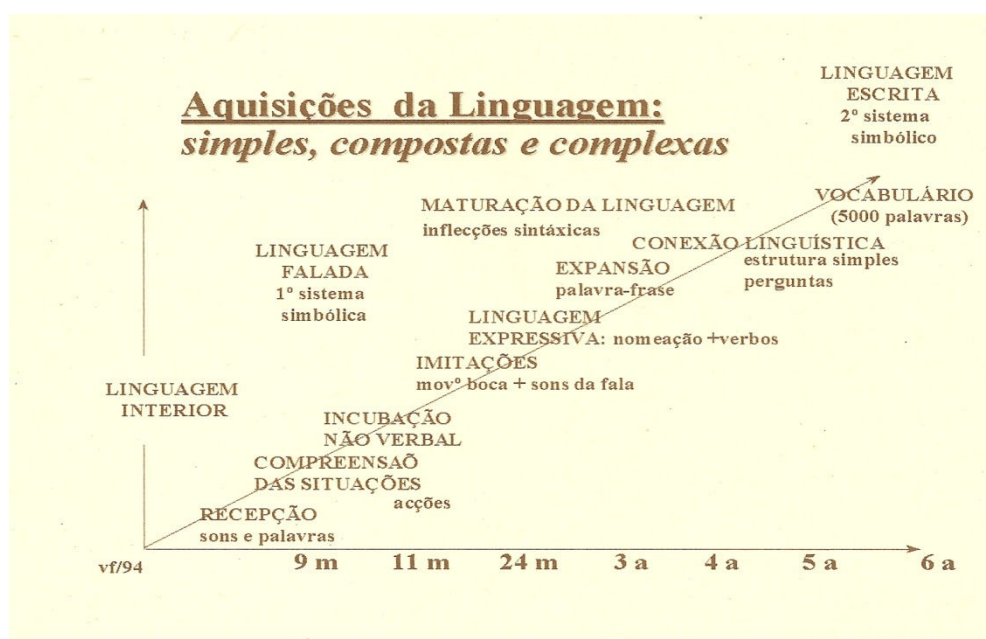 LINGUAGEM
ESCRITA
2º sistema
simbólico
Aquisições da Linguagem:
simples, compostas e complexas
VOCABULÁRIO
(5000 palavras)
MATURAÇÃO DA LINGUAGEM
inflecções sintáxicas
CONEXÃO LINGUÍSTICA
estrutura simples
perguntas
LINGUAGEM
FALADA
1º sistema
simbólica
EXPANSÃO
palavra-frase
LINGUAGEM
EXPRESSIVA: nomeação +verbos
IMITAÇÕES
movº boca + sons da fala
LINGUAGEM
INTERIOR
INCUBAÇÃO
NÃO VERBAL
COMPREENSAÕ
DAS SITUAÇÕES
acções
RECEPÇÃO
sons e palavras
vf/94
9 m 11 m 24 m 3 a 4 a 5 a 6 a